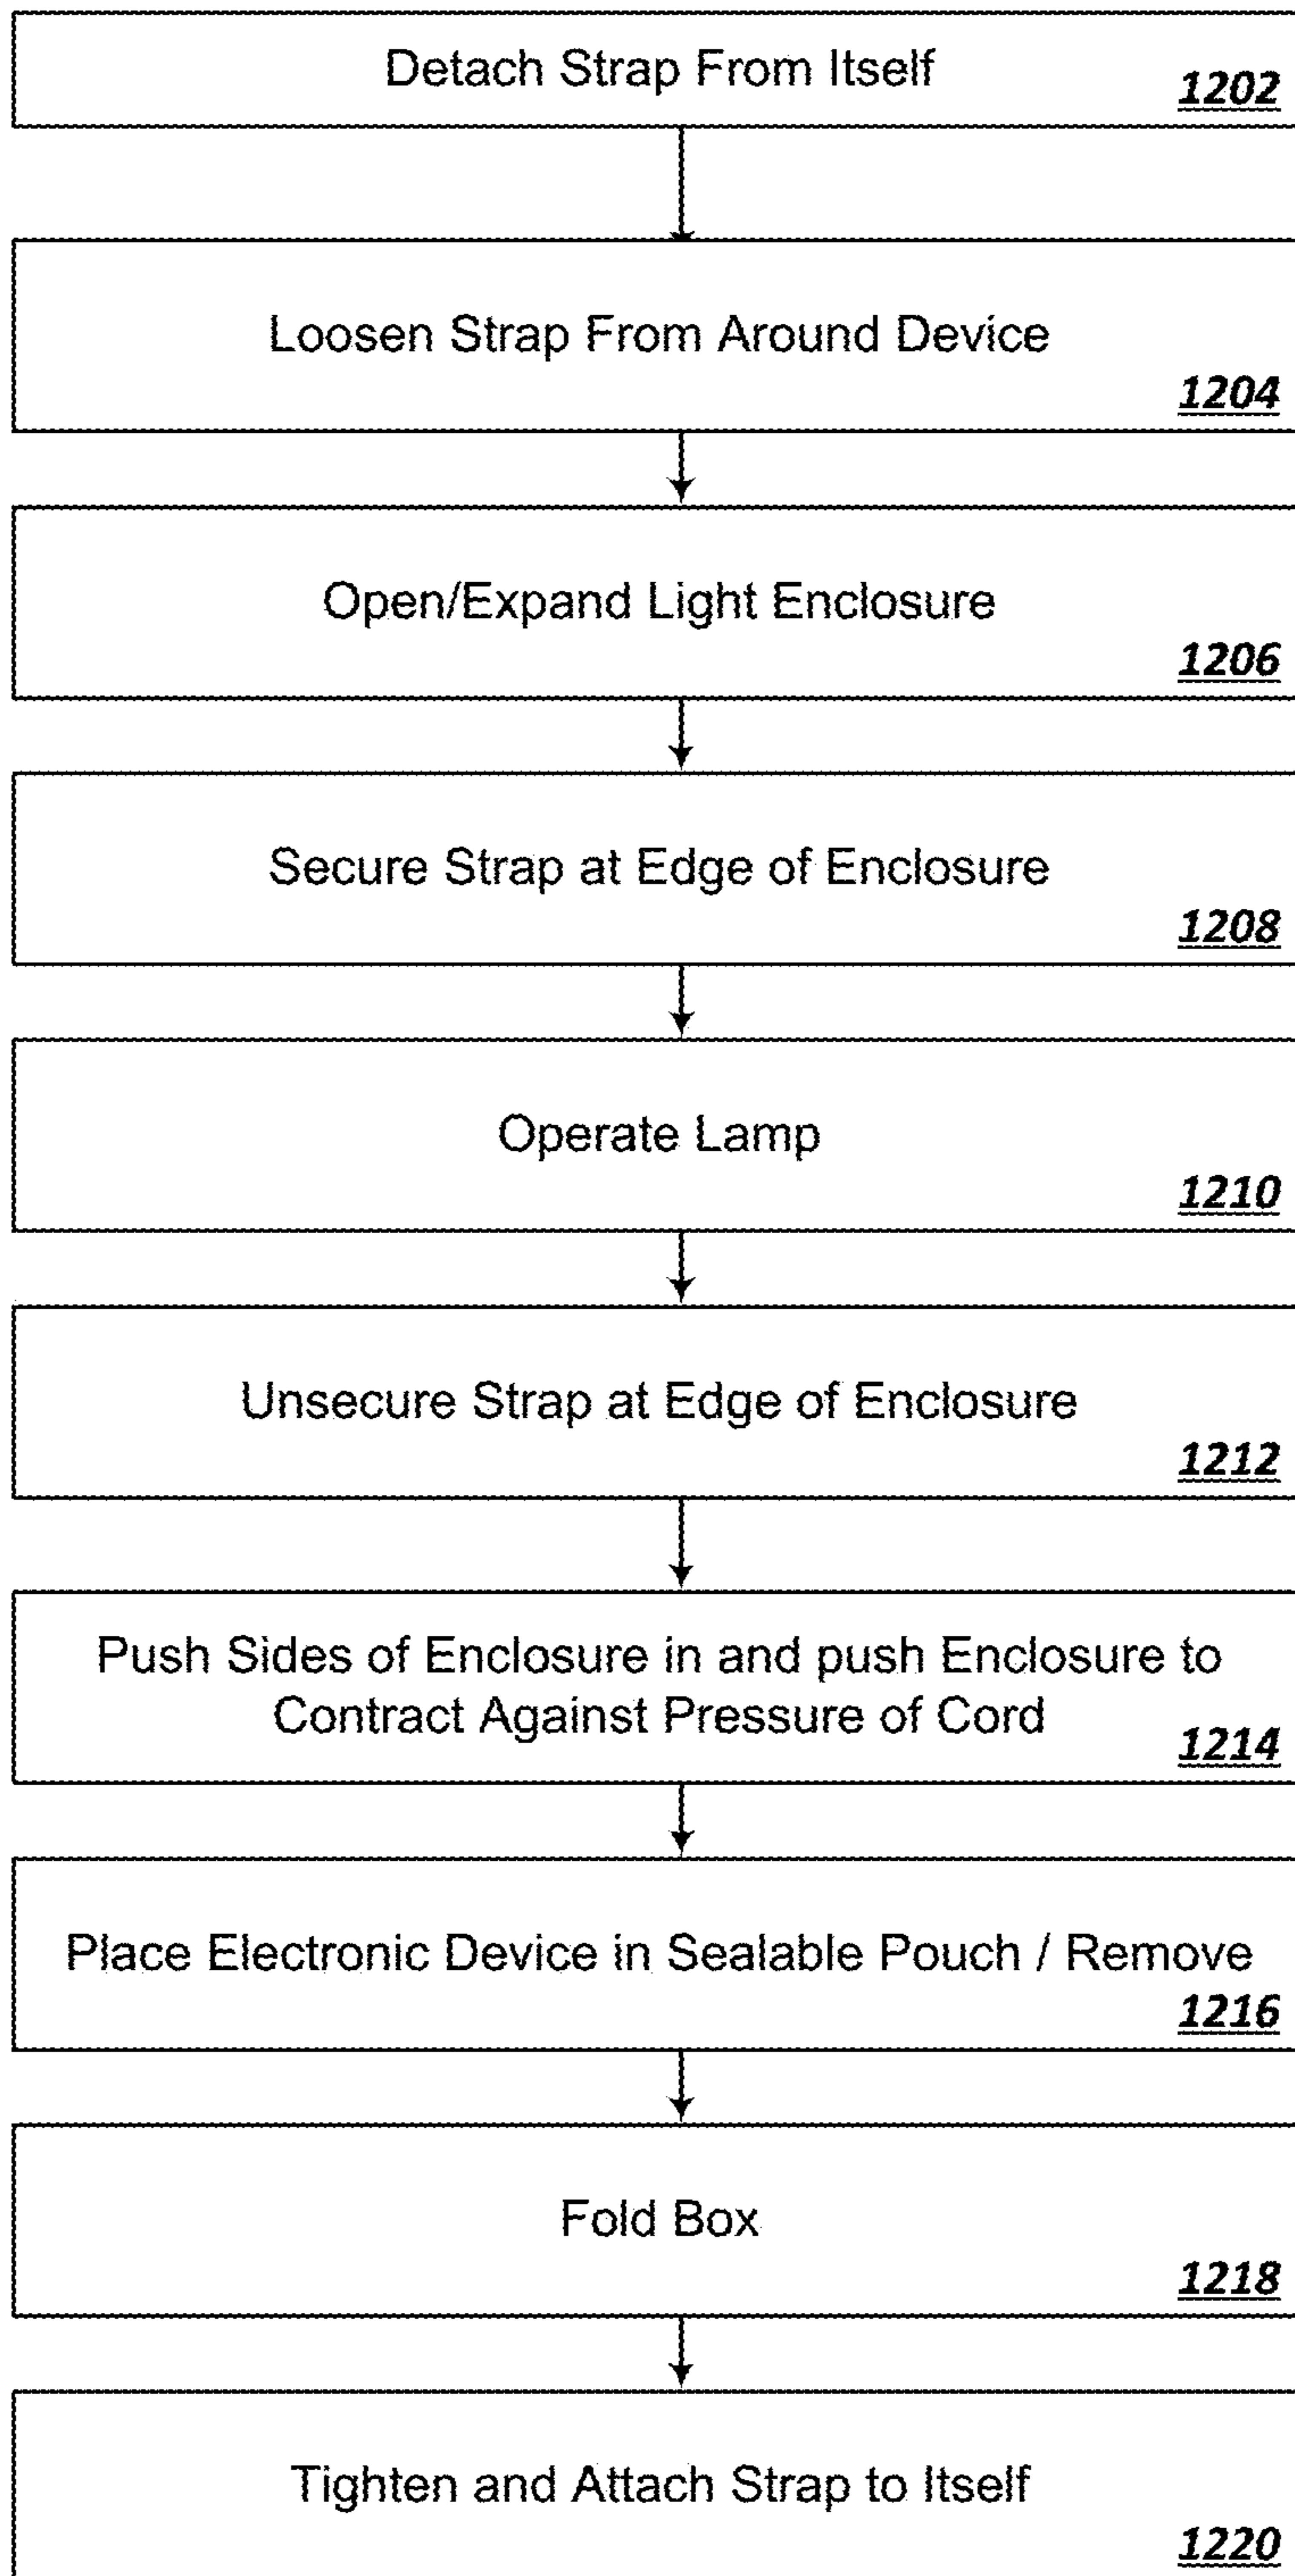 Detach Strap From Itself
1202
Loosen Strap From Around Device
1204
Open/Expand Light Enclosure
1206
Secure Strap at Edge of Enclosure
1208
Operate Lamp
1210
Unsecure Strap at Edge of Enclosure
1212
Push Sides of Enclosure in and push Enclosure to
Contract Against Pressure of Cord
1214
Place Electronic Device in Sealable Pouch / Remove
1216
Fold Box
1218
Tighten and Attach Strap to Itself
1220